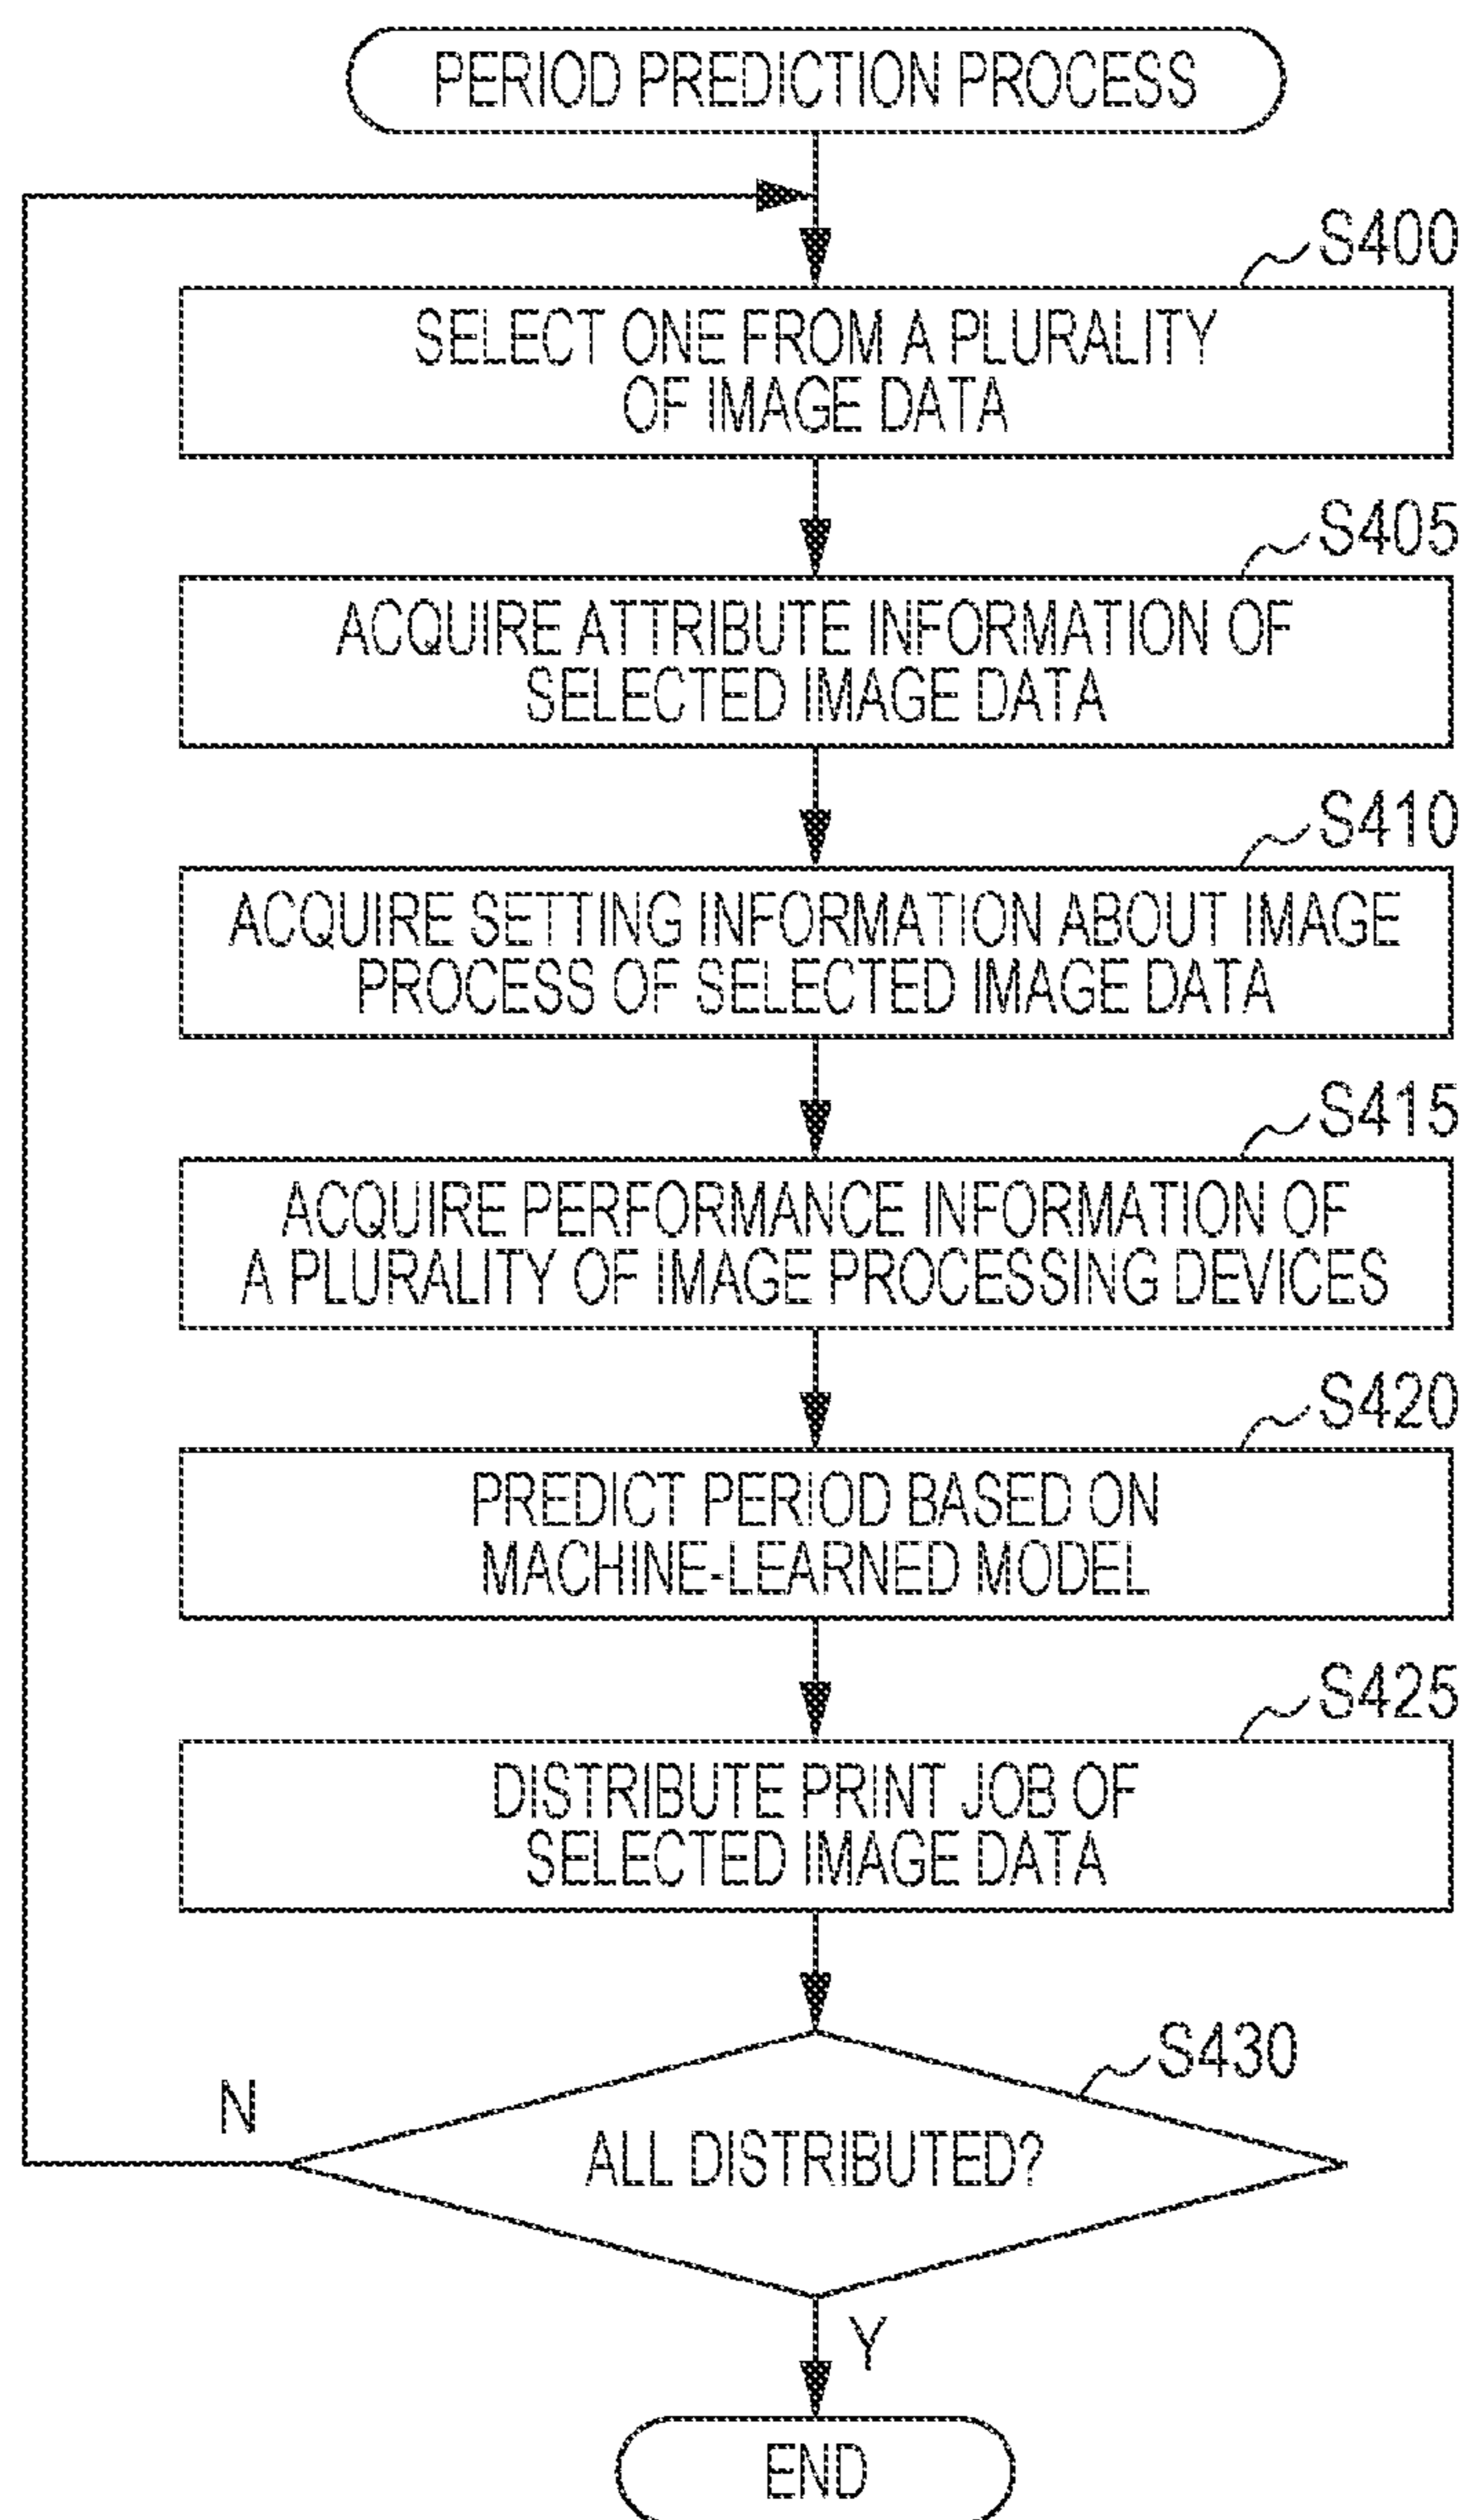 PERIOD PREDICTION PROCESS
S400
SELECT ONE FROM A PLURALITY
OF IMAGE DATA
S405
ACQUIRE ATTRIBUTE INFORMATION OF
SELECTED IMAGE DATA
S410
ACQUIRE SETTING INFORMATION ABOUT IMAGE
PROCESS OF SELECTED IMAGE DATA
S415
ACQUIRE PERFORMANCE INFORMATION OF
A PLURALITY OF IMAGE PROCESSING DEVICES
S420
PREDICT PERIOD BASED ON
MACHINE-LEARNED MODEL
S425
DISTRIBUTE PRINT JOB OF
SELECTED IMAGE DATA
S430
N
ALL DISTRIBUTED?
Y
END